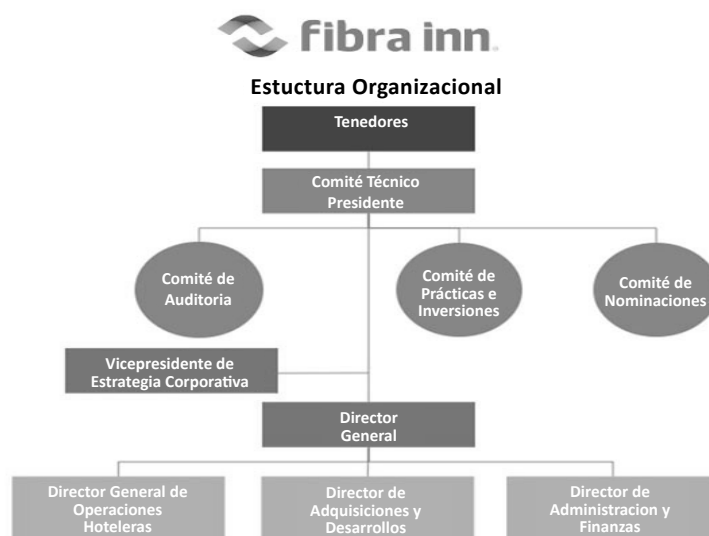 fibra inn
Estuctura Organizacional
Tenedores
Comité Técnico
Presidente
Comité de
Auditoria
Comité de
Prácticas e
Inversiones
Comité de
Nominaciones
Vicepresidente de
Estrategia Corporativa
Director
General
Director General de
Operaciones
Hoteleras
Director de
Adquisiciones y
Desarrollos
Director de
Administracion y
Finanzas